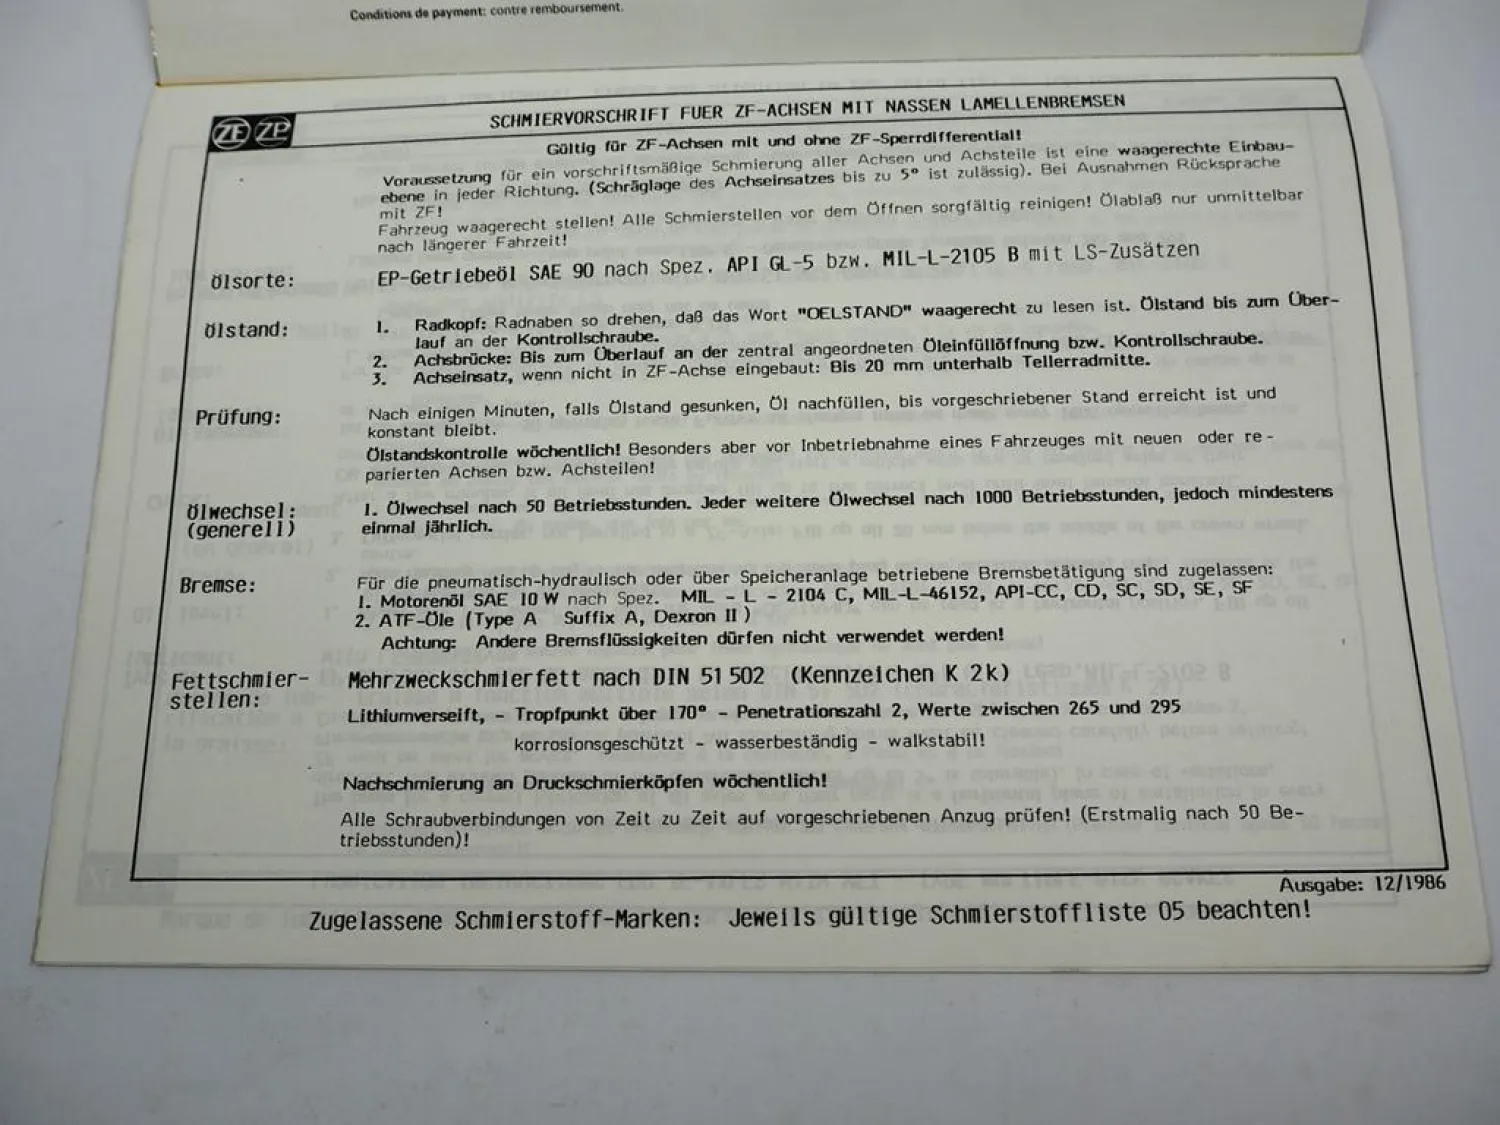 Conditions de payment: contre remboursement.
ZF ZP
SCHMIERVORSCHRIFT FUER ZF-ACHSEN MIT NASSEN LAMELLENBREMSEN
Gültig für ZF-Achsen mit und ohne ZF-Sperrdifferential!
Voraussetzung für ein vorschriftsmäßige Schmierung aller Achsen und Achsteile ist eine waagerechte Einbau-
ebene in jeder Richtung. (Schräglage des Achseinsatzes bis zu 5° ist zulässig). Bei Ausnahmen Rücksprache
mit ZF!
Fahrzeug waagerecht stellen! Alle Schmierstellen vor dem Öffnen sorgfältig reinigen! Ölablaß nur unmittelbar
nach längerer Fahrzeit!
Ölsorte: EP-Getriebeöl SAE 90 nach Spez. API GL-5 bzw. MIL-L-2105 B mit LS-Zusätzen
Ölstand: 1. Radkopf: Radnaben so drehen, daß das Wort "OELSTAND" waagerecht zu lesen ist. Ölstand bis zum Über-
lauf an der Kontrollschraube.
2. Achsbrücke: Bis zum Überlauf an der zentral angeordneten Öleinfüllöffnung bzw. Kontrollschraube.
3. Achseinsatz, wenn nicht in ZF-Achse eingebaut: Bis 20 mm unterhalb Tellerradmitte.
Prüfung: Nach einigen Minuten, falls Ölstand gesunken, Öl nachfüllen, bis vorgeschriebener Stand erreicht ist und
konstant bleibt.
Ölstandskontrolle wöchentlich! Besonders aber vor Inbetriebnahme eines Fahrzeuges mit neuen oder re-
parierten Achsen bzw. Achsteilen!
Ölwechsel: 1. Ölwechsel nach 50 Betriebsstunden. Jeder weitere Ölwechsel nach 1000 Betriebsstunden, jedoch mindestens
(generell) einmal jährlich.
Bremse: Für die pneumatisch-hydraulisch oder über Speicheranlage betriebene Bremsbetätigung sind zugelassen:
1. Motorenöl SAE 10 W nach Spez. MIL - L - 2104 C, MIL-L-46152, API-CC, CD, SC, SD, SE, SF
2. ATF-Öle (Type A Suffix A, Dexron II )
Achtung: Andere Bremsflüssigkeiten dürfen nicht verwendet werden!
Fettschmier- Mehrzweckschmierfett nach DIN 51 502 (Kennzeichen K 2 k)
stellen:
Lithiumverseift, - Tropfpunkt über 170° - Penetrationszahl 2, Werte zwischen 265 und 295
korrosionsgeschützt - wasserbeständig - walkstabil!
Nachschmierung an Druckschmierköpfen wöchentlich!
Alle Schraubverbindungen von Zeit zu Zeit auf vorgeschriebenen Anzug prüfen! (Erstmalig nach 50 Be-
triebsstunden)!
Ausgabe: 12/1986
Zugelassene Schmierstoff-Marken: Jeweils gültige Schmierstoffliste 05 beachten!